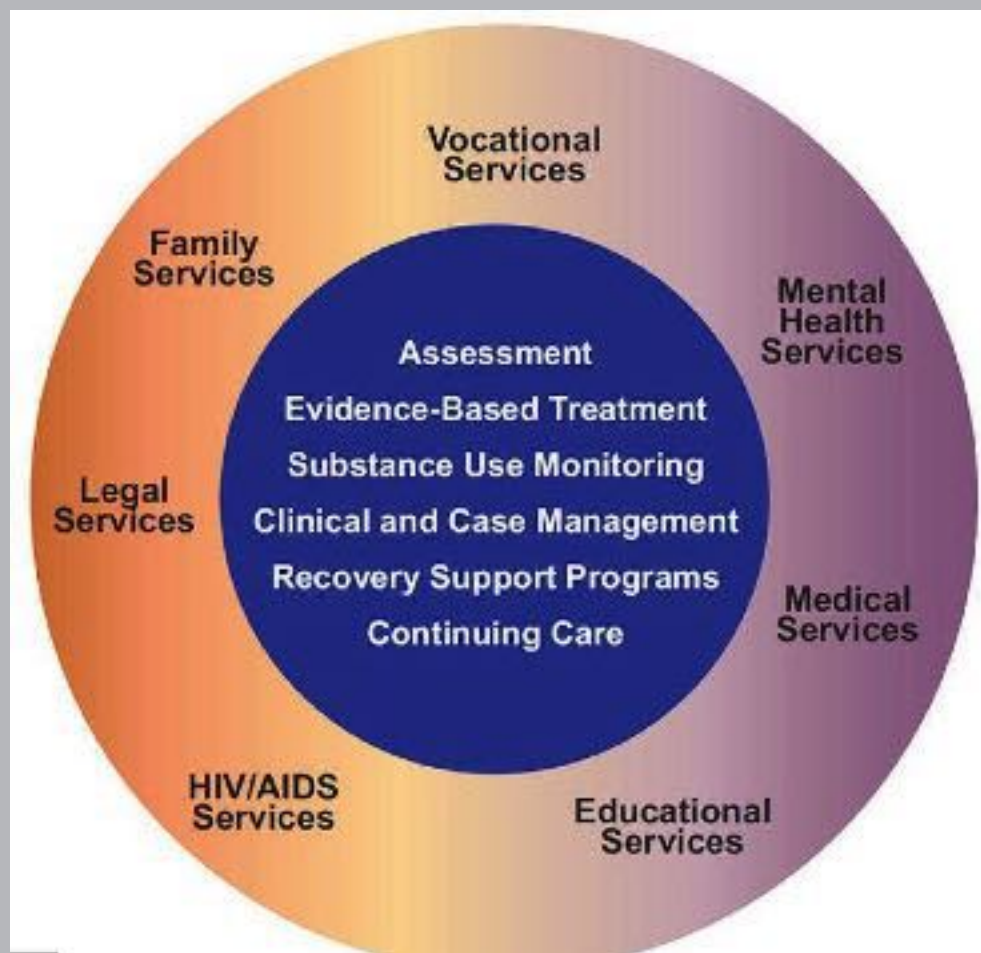 Vocational
Services
Family
Services
Mental
Health
Services
Assessment
Evidence-Based Treatment
Substance Use Monitoring
Clinical and Case Management
Recovery Support Programs
Continuing Care
Legal
Services
Medical
Services
HIV/AIDS
Services
Educational
Services